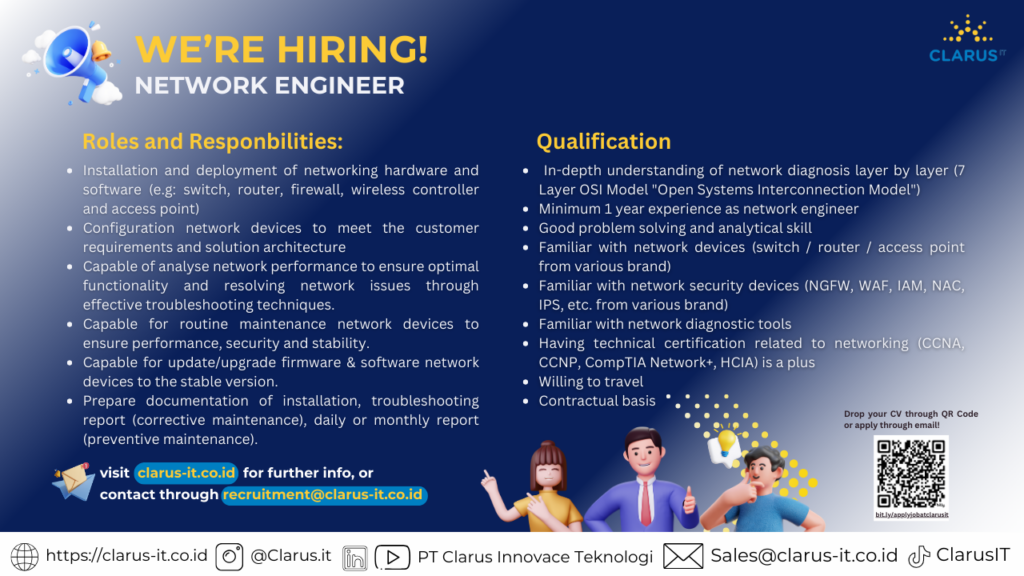 WE'RE HIRING!
NETWORK ENGINEER
CLARUS IT
Roles and Responbilities:
Installation and deployment of networking hardware and
software (e.g: switch, router, firewall, wireless controller
and access point)
Configuration network devices to meet the customer
requirements and solution architecture
Capable of analyse network performance to ensure optimal
functionality and resolving network issues through
effective troubleshooting techniques.
Capable for routine maintenance network devices to
ensure performance, security and stability.
Capable for update/upgrade firmware & software network
devices to the stable version.
Prepare documentation of installation, troubleshooting
report (corrective maintenance), daily or monthly report
(preventive maintenance).
visit clarus-it.co.id for further info, or
contact through recruitment@clarus-it.co.id
Qualification
In-depth understanding of network diagnosis layer by layer (7
Layer OSI Model "Open Systems Interconnection Model")
Minimum 1 year experience as network engineer
Good problem solving and analytical skill
Familiar with network devices (switch / router / access point
from various brand)
Familiar with network security devices (NGFW, WAF, IAM, NAC,
IPS, etc. from various brand)
Familiar with network diagnostic tools
Having technical certification related to networking (CCNA,
CCNP, CompTIA Network+, HCIA) is a plus
Willing to travel
Contractual basis
Drop your CV through QR Code
or apply through email!
bit.ly/applyjobatclarusit
https://clarus-it.co.id @Clarus.it in PT Clarus Innovace Teknologi Sales@clarus-it.co.id ClarusIT